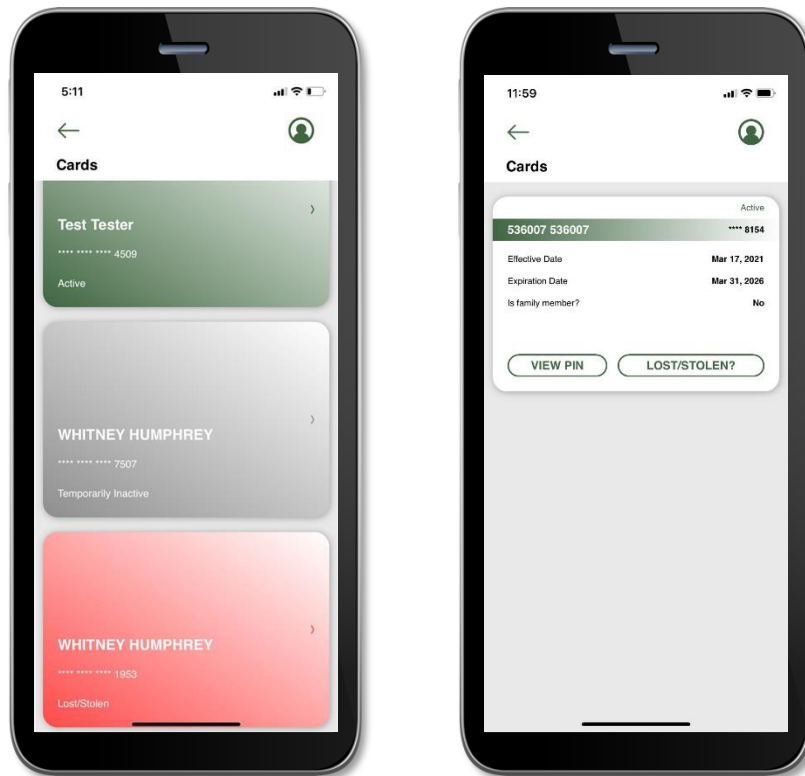 5:11
Cards
Test Tester
**** **** **** 4509
Active
WHITNEY HUMPHREY
**** **** **** 7507
Temporarily Inactive
WHITNEY HUMPHREY
**** **** **** 1953
Lost/Stolen
11:59
Cards
Active
536007 536007 **** 8154
Effective Date Mar 17, 2021
Expiration Date Mar 31, 2026
Is family member? No
VIEW PIN LOST/STOLEN?